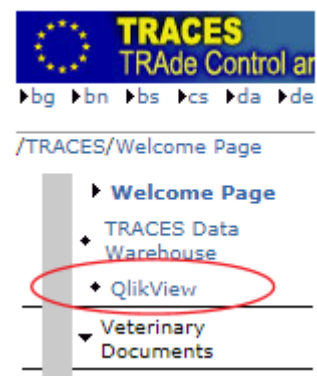 TRACES
TRAde Control an
bg bn bs cs da de
/TRACES/Welcome Page
Welcome Page
TRACES Data
Warehouse
QlikView
Veterinary
Documents